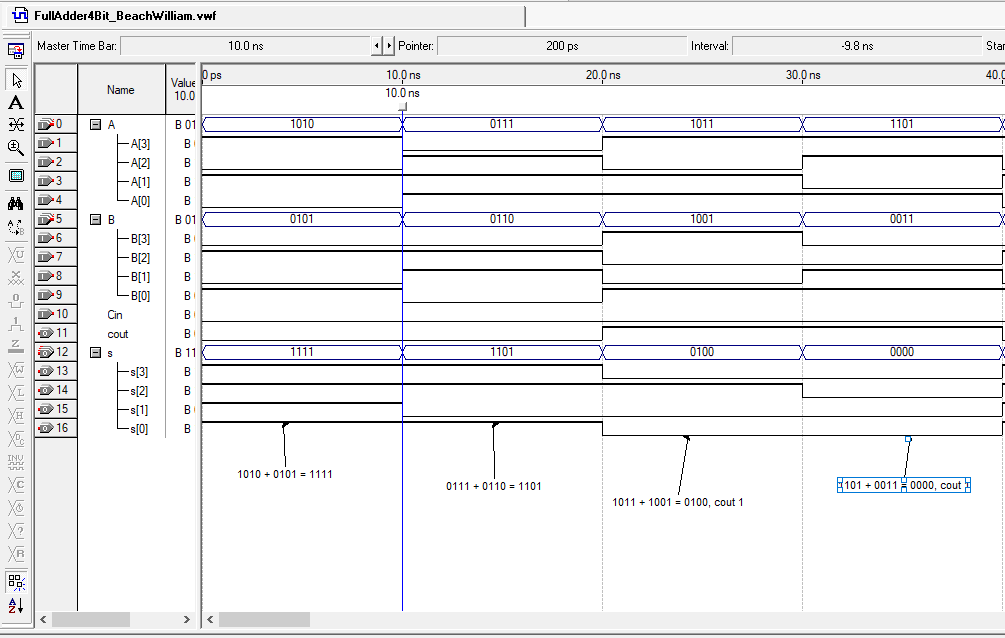 FullAdder4Bit_BeachWilliam.vwf
Master Time Bar: 10.0 ns Pointer: 200 ps Interval: -9.8 ns Star
Name Value 10.0 0 ps 10.0 ns 20.0 ns 30.0 ns 40.0
10.0 ns
0 A B 01 1010 0111 1011 1101
1 A[3] B
2 A[2] B
3 A[1] B
4 A[0] B
5 B B 01 0101 0110 1001 0011
6 B[3] B
7 B[2] B
8 B[1] B
9 B[0] B
10 Cin B
11 cout B
12 s B 11 1111 1101 0100 0000
13 s[3] B
14 s[2] B
15 s[1] B
16 s[0] B
1010 + 0101 = 1111
0111 + 0110 = 1101
1011 + 1001 = 0100, cout 1
101 + 0011 = 0000, cout